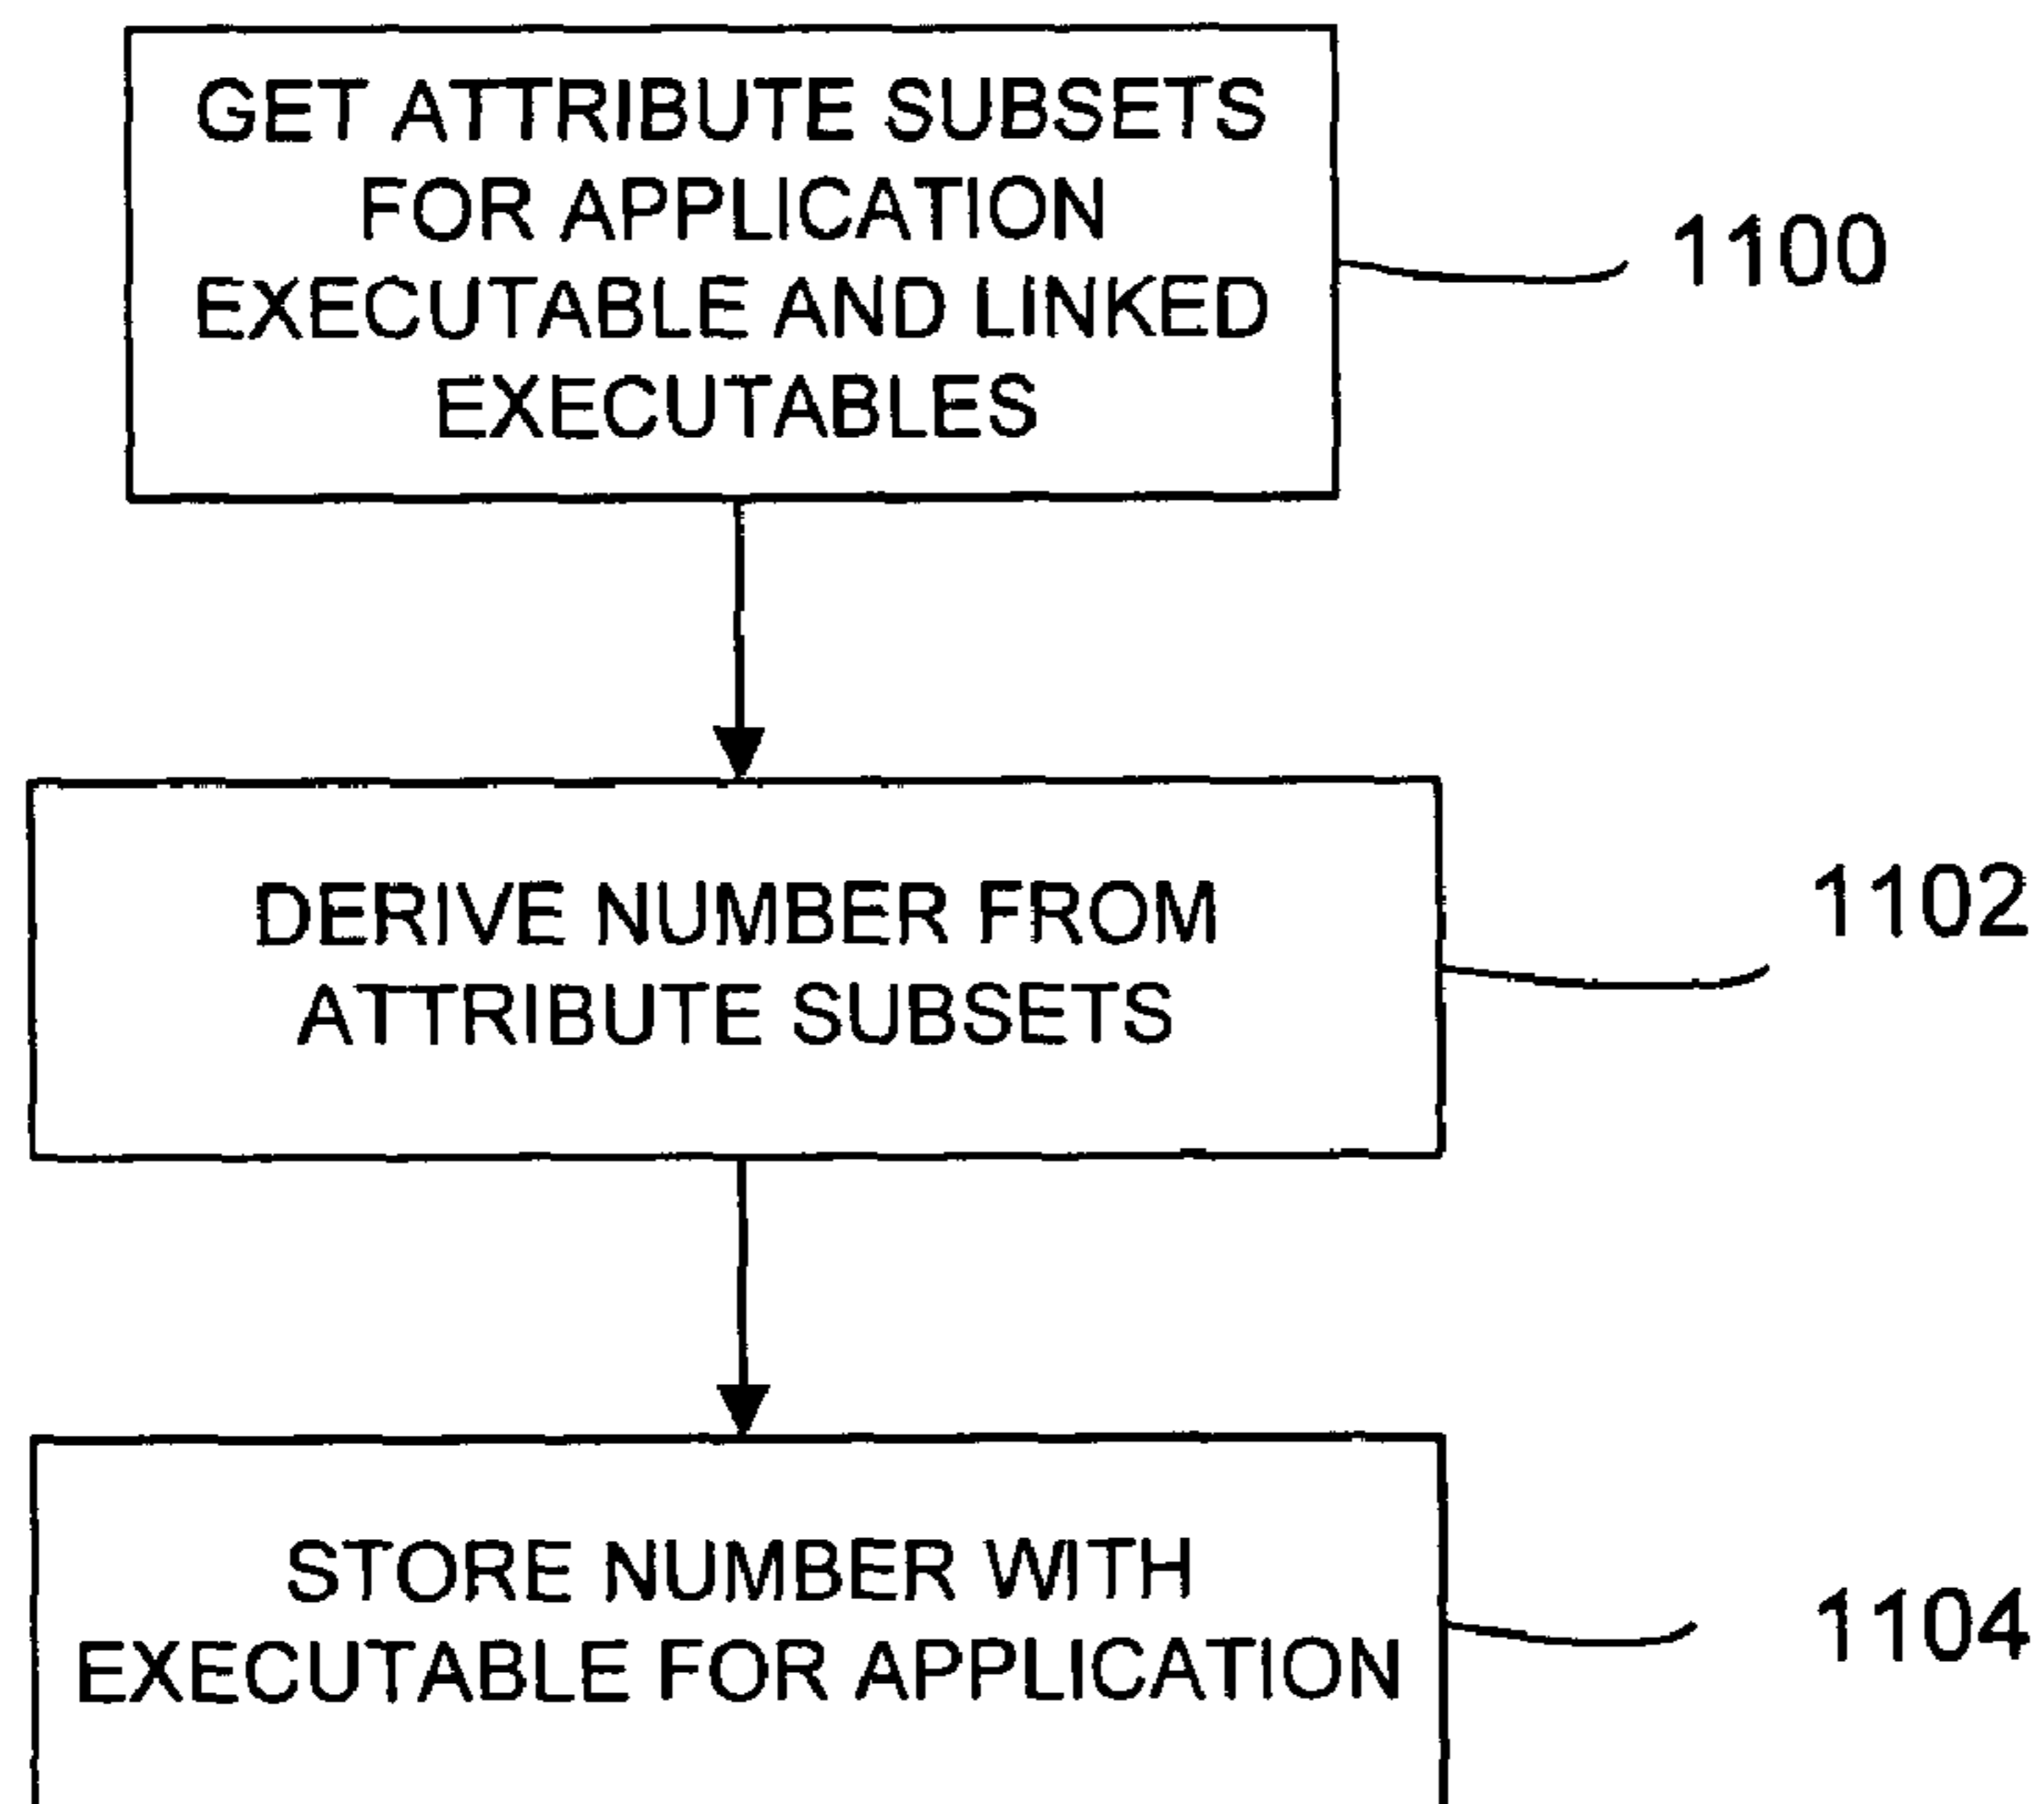 GET ATTRIBUTE SUBSETS
FOR APPLICATION
EXECUTABLE AND LINKED
EXECUTABLES
1100
DERIVE NUMBER FROM
ATTRIBUTE SUBSETS
1102
STORE NUMBER WITH
EXECUTABLE FOR APPLICATION
1104